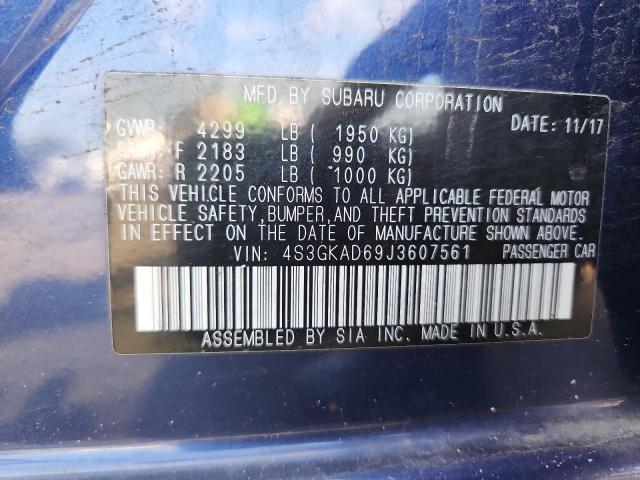 MFD BY SUBARU CORPORATION
GVWR: 4299 LB ( 1950 KG) DATE: 11/17
GAWR: F 2183 LB ( 990 KG)
GAWR: R 2205 LB ( 1000 KG)
THIS VEHICLE CONFORMS TO ALL APPLICABLE FEDERAL MOTOR
VEHICLE SAFETY, BUMPER, AND THEFT PREVENTION STANDARDS
IN EFFECT ON THE DATE OF MANUFACTURE SHOWN ABOVE.
VIN: 4S3GKAD69J3607561 PASSENGER CAR
ASSEMBLED BY SIA INC. MADE IN U.S.A.